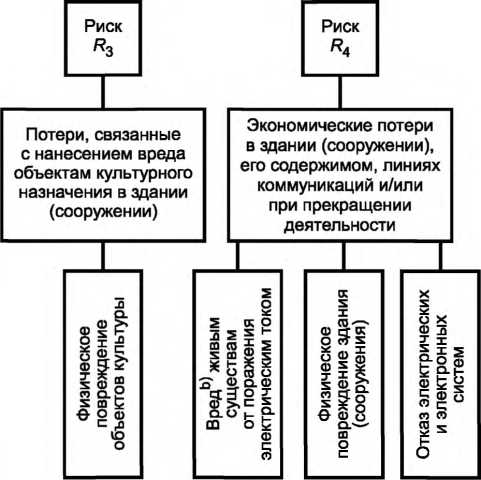 Риск
R3
Риск
R4
Потери, связанные
с нанесением вреда
объектам культурного
назначения в здании
(сооружении)
Экономические потери
в здании (сооружении),
его содержимом, линиях
коммуникаций и/или
при прекращении
деятельности
Физическое
повреждение
объектов культуры
Вред b) живым
существам
от поражения
электрическим током
Физическое
повреждение здания
(сооружения)
Отказ электрических
и электронных
систем